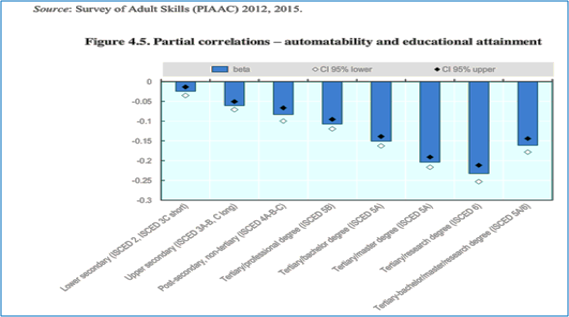 Source: Survey of Adult Skills (PIAAC) 2012, 2015.
Figure 4.5. Partial correlations – automatability and educational attainment
beta ◇ CI 95% lower ◆ CI 95% upper
0
-0.05
-0.1
-0.15
-0.2
-0.25
-0.3
Lower secondary (ISCED 2, ISCED 3C short)
Upper secondary (ISCED 3A-B, C long)
Post-secondary, non-tertiary (ISCED 4A-B-C)
Tertiary/professional degree (ISCED 5B)
Tertiary/bachelor degree (ISCED 5A)
Tertiary/master degree (ISCED 5A)
Tertiary/research degree (ISCED 6)
Tertiary-bachelor/master/research degree (ISCED 5A/6)